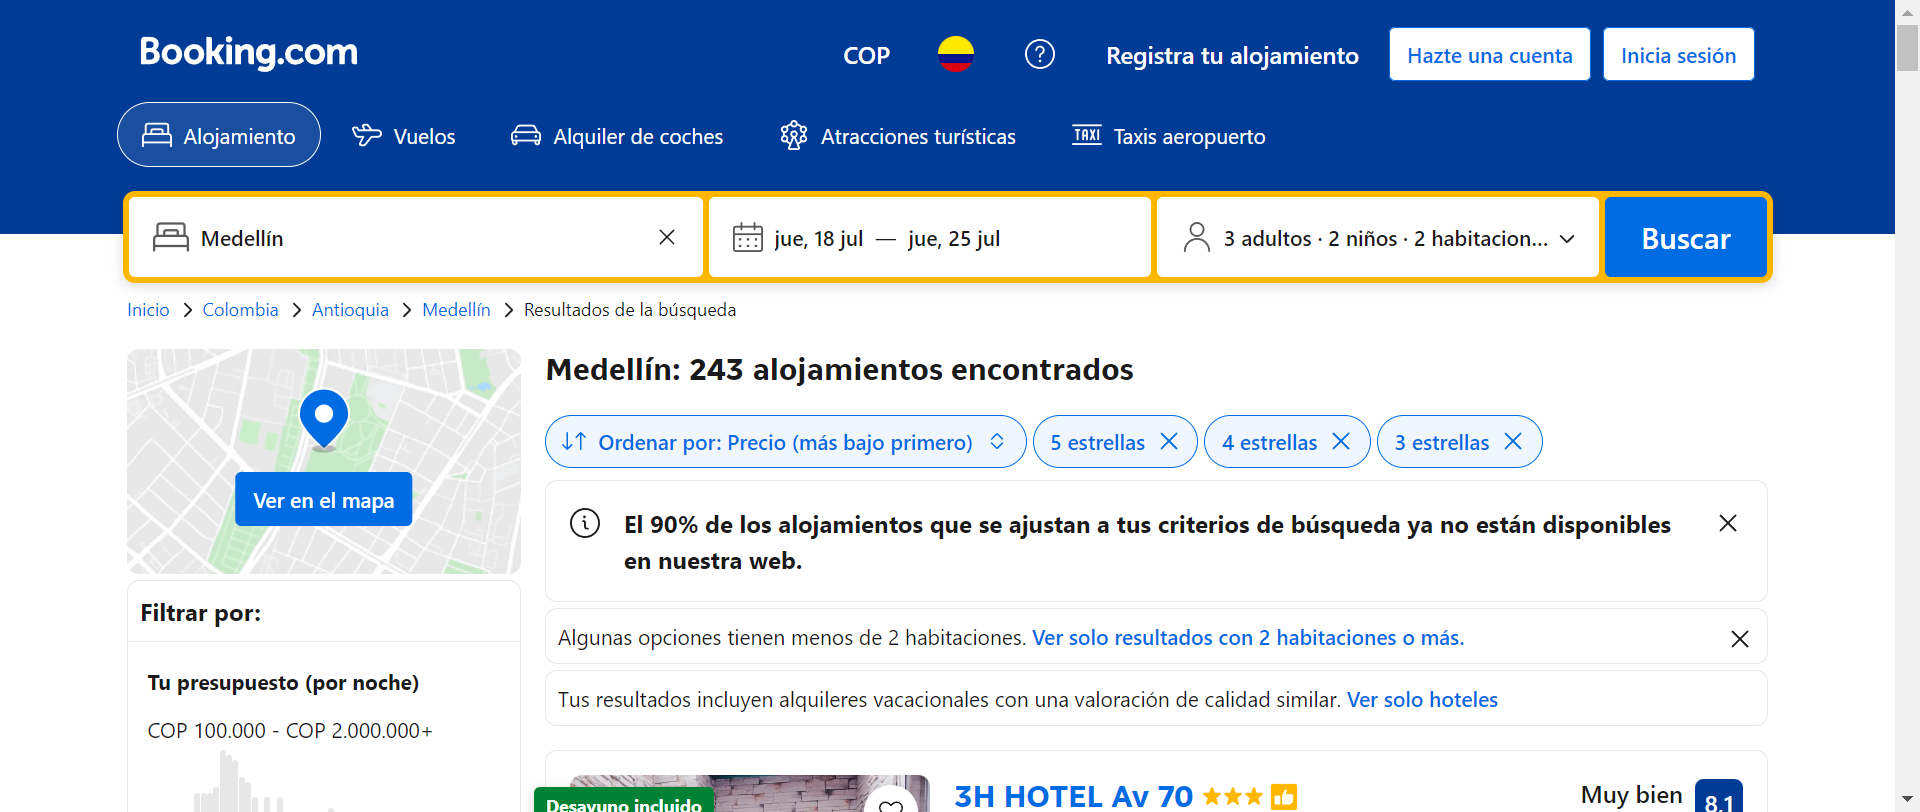 Booking.com
COP
Registra tu alojamiento
Hazte una cuenta
Inicia sesión
Alojamiento
Vuelos
Alquiler de coches
Atracciones turísticas
TAXI
Taxis aeropuerto
Medellín
jue, 18 jul — jue, 25 jul
3 adultos · 2 niños · 2 habitacion...
Buscar
Inicio
Colombia
Antioquia
Medellín
Resultados de la búsqueda
Ver en el mapa
Filtrar por:
Tu presupuesto (por noche)
COP 100.000 - COP 2.000.000+
Medellín: 243 alojamientos encontrados
Ordenar por: Precio (más bajo primero)
5 estrellas
4 estrellas
3 estrellas
El 90% de los alojamientos que se ajustan a tus criterios de búsqueda ya no están disponibles
en nuestra web.
Algunas opciones tienen menos de 2 habitaciones. Ver solo resultados con 2 habitaciones o más.
Tus resultados incluyen alquileres vacacionales con una valoración de calidad similar. Ver solo hoteles
Desayuno incluido
3H HOTEL Av 70
Muy bien
8,1